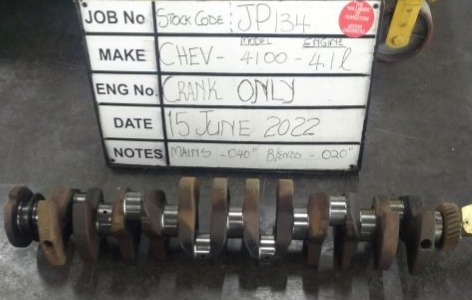 JOB No STOCK CODE: JP134
MAKE CHEV- MODEL 4100 - ENGINE 4.1l
ENG No. CRANK ONLY
DATE 15 JUNE 2022
NOTES MAINS -.040" B/ENDS - .020"